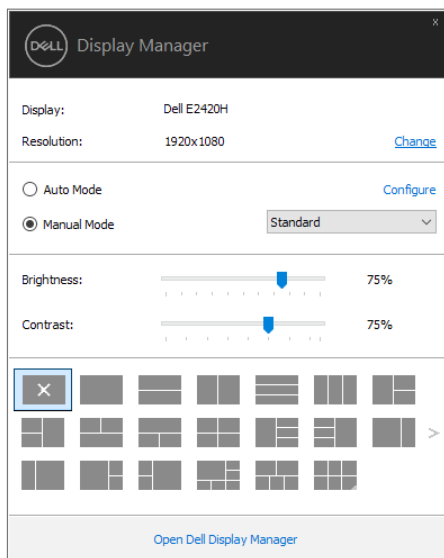 DELL Display Manager
Display: Dell E2420H
Resolution: 1920x1080 Change
Auto Mode Configure
Manual Mode Standard
Brightness: 75%
Contrast: 75%
Open Dell Display Manager